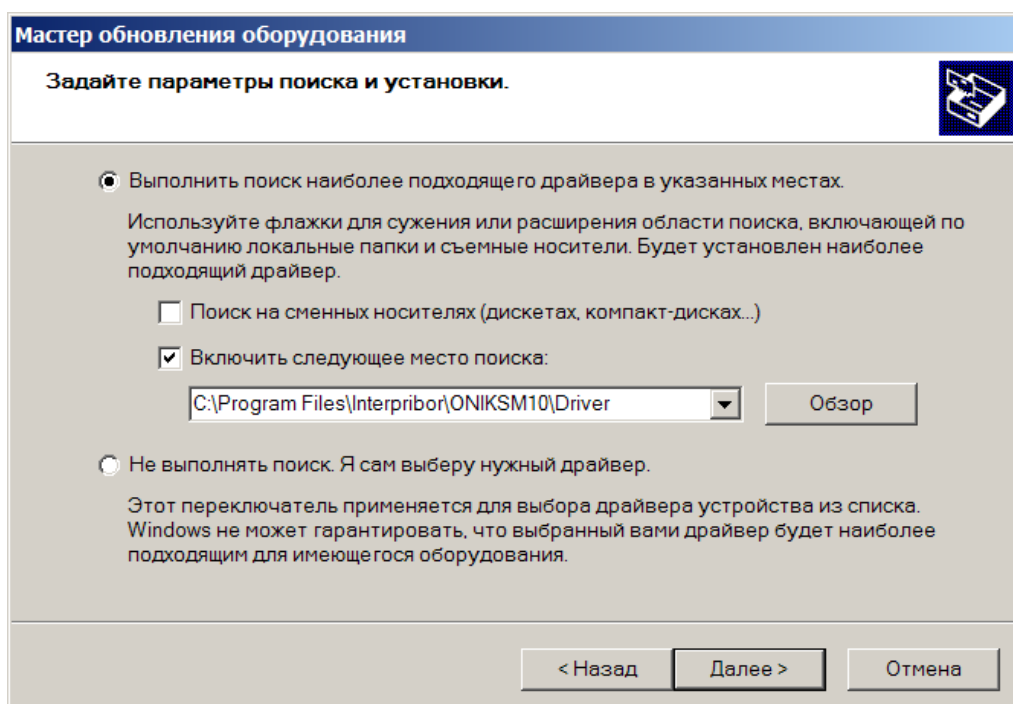 Мастер обновления оборудования
Задайте параметры поиска и установки.
Выполнить поиск наиболее подходящего драйвера в указанных местах.
Используйте флажки для сужения или расширения области поиска, включающей по
умолчанию локальные папки и съемные носители. Будет установлен наиболее
подходящий драйвер.
Поиск на сменных носителях (дискетах, компакт-дисках...)
Включить следующее место поиска:
C:\Program Files\Interpribor\ONIKSM10\Driver
Обзор
Не выполнять поиск. Я сам выберу нужный драйвер.
Этот переключатель применяется для выбора драйвера устройства из списка.
Windows не может гарантировать, что выбранный вами драйвер будет наиболее
подходящим для имеющегося оборудования.
< Назад
Далее >
Отмена